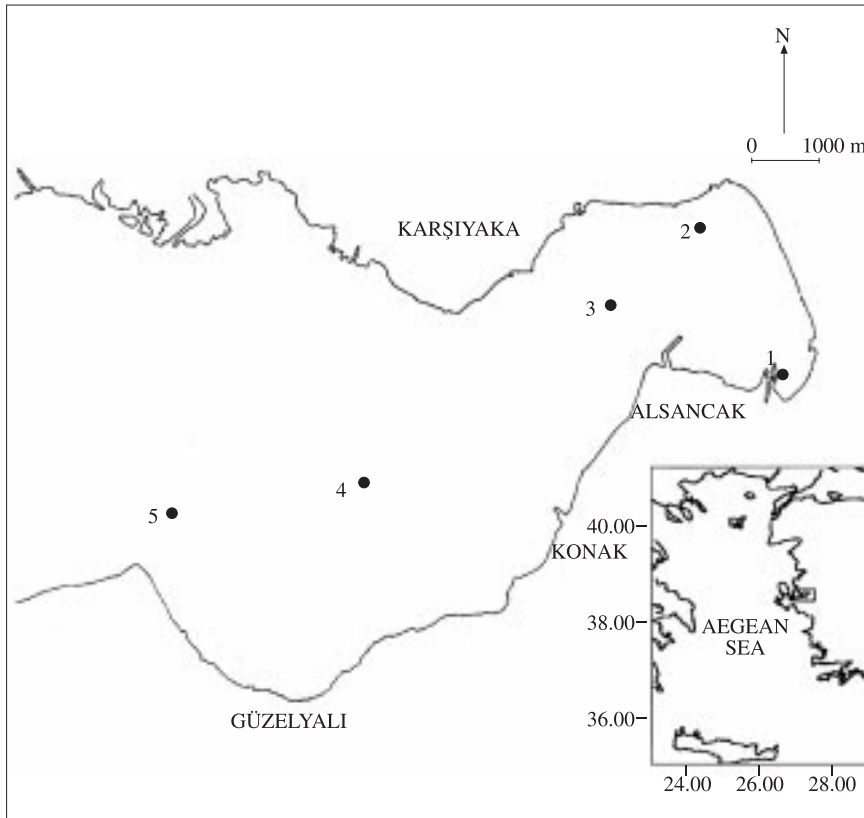 N
0 1000 m
KARŞIYAKA
2
3
1
ALSANCAK
4
5
KONAK
GÜZELYALI
40.00
38.00
36.00
AEGEAN
SEA
24.00 26.00 28.00